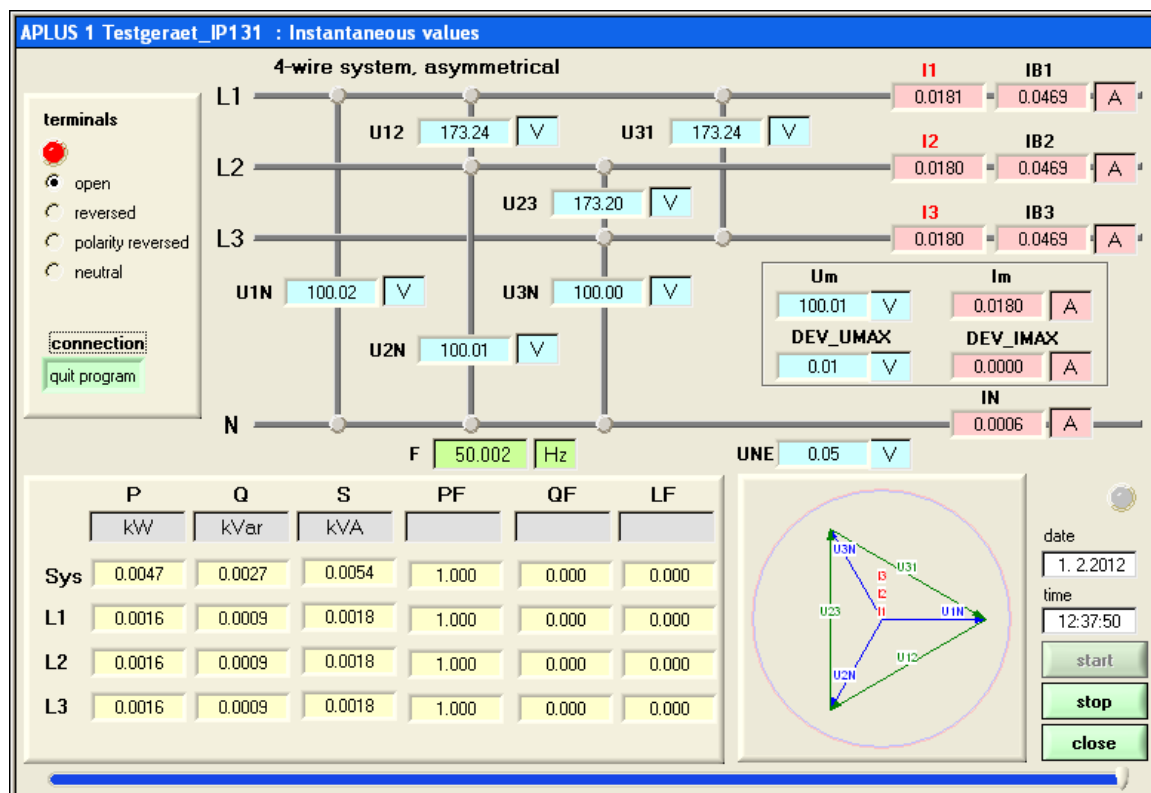 APLUS 1 Testgeraet_IP131 : Instantaneous values
4-wire system, asymmetrical
I1 IB1
L1 0.0181 0.0469 A
terminals
U12 173.24 V U31 173.24 V
I2 IB2
open
L2 0.0180 0.0469 A
reversed
U23 173.20 V
I3 IB3
polarity reversed
L3 0.0180 0.0469 A
neutral
Um Im
U1N 100.02 V U3N 100.00 V
100.01 V 0.0180 A
connection
DEV_UMAX DEV_IMAX
U2N 100.01 V
quit program
0.01 V 0.0000 A
IN
N 0.0006 A
F 50.002 Hz UNE 0.05 V
P Q S PF QF LF
kW kVar kVA
Sys 0.0047 0.0027 0.0054 1.000 0.000 0.000
L1 0.0016 0.0009 0.0018 1.000 0.000 0.000
L2 0.0016 0.0009 0.0018 1.000 0.000 0.000
L3 0.0016 0.0009 0.0018 1.000 0.000 0.000
U3N
U31
I3
I2
U23 I1 U1N
U12
U2N
date
1. 2.2012
time
12:37:50
start
stop
close